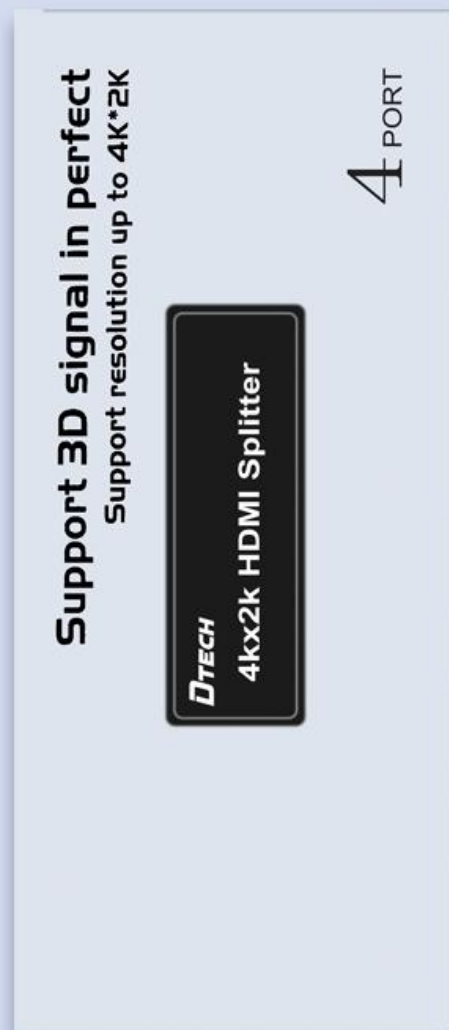 Support 3D signal in perfect
Support resolution up to 4K*2K
DTECH
4kx2k HDMI Splitter
4 PORT